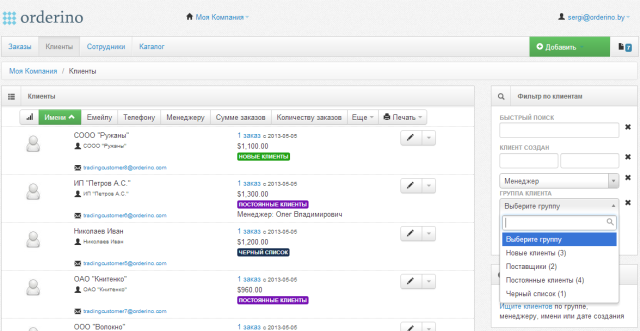 orderino
Моя Компания
sergi@orderino.by
Заказы Клиенты Сотрудники Каталог
Добавить
Моя Компания / Клиенты
Клиенты
Имени Емейлу Телефону Менеджеру Сумме заказов Количеству заказов Еще Печать
СООО "Ружаны"
СООО "Ружаны"
tradingcustomer8@orderino.com
1 заказ с 2013-05-05
$1,100.00
НОВЫЕ КЛИЕНТЫ
ИП "Петров А.С."
ИП "Петров А.С."
tradingcustomer6@orderino.com
1 заказ с 2013-05-05
$1,300.00
ПОСТОЯННЫЕ КЛИЕНТЫ
Менеджер: Олег Владимирович
Николаев Иван
Николаев Иван
tradingcustomer5@orderino.com
1 заказ с 2013-05-05
$1,200.00
ЧЕРНЫЙ СПИСОК
ОАО "Книтенко"
ОАО "Книтенко"
1 заказ с 2013-05-05
$960.00
ПОСТОЯННЫЕ КЛИЕНТЫ
ООО "Волокно"
1 заказ с 2013-05-05
Фильтр по клиентам
БЫСТРЫЙ ПОИСК
КЛИЕНТ СОЗДАН
Менеджер
ГРУППА КЛИЕНТА
Выберите группу
Выберите группу
Новые клиенты (3)
Поставщики (2)
Постоянные клиенты (4)
Черный список (1)
Ищите клиентов по группе,
менеджеру, имени или дате создания